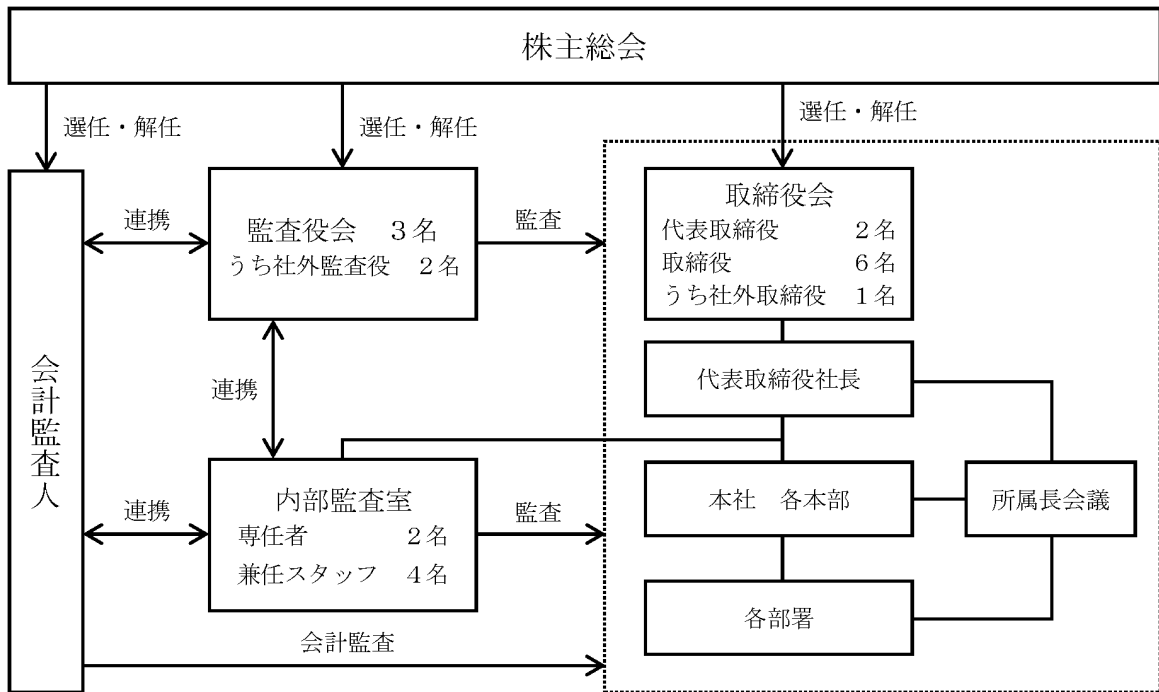 株主総会
選任・解任
選任・解任
選任・解任
会計監査人
連携
監査役会　３名
うち社外監査役　２名
監査
取締役会
代表取締役　　　２名
取締役　　　　　６名
うち社外取締役　１名
連携
代表取締役社長
連携
内部監査室
専任者　　　　　２名
兼任スタッフ　４名
監査
本社　各本部
所属長会議
各部署
会計監査